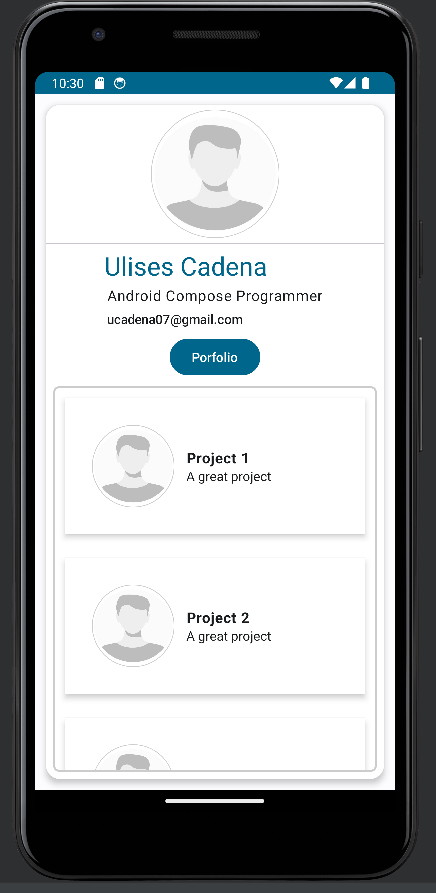 10:30
Ulises Cadena
Android Compose Programmer
ucadena07@gmail.com
Porfolio
Project 1
A great project
Project 2
A great project